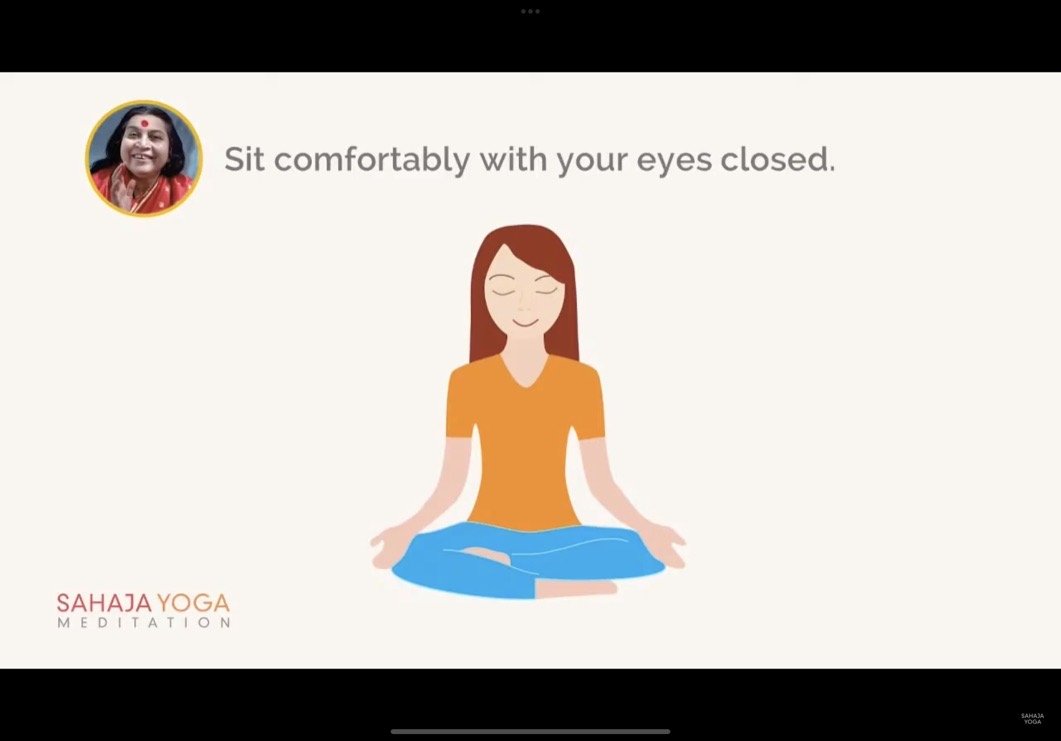 Sit comfortably with your eyes closed.
SAHAJA YOGA
MEDITATION
SAHAJA
YOGA